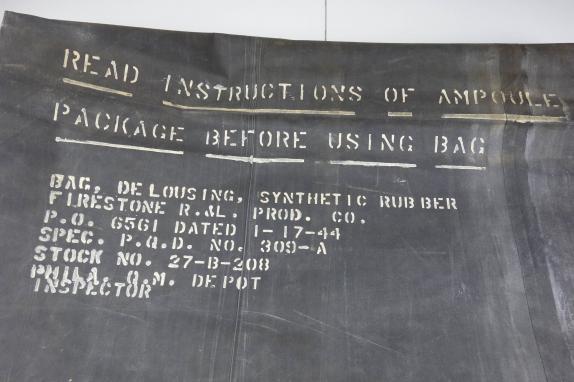 READ INSTRUCTIONS OF AMPOULE
PACKAGE BEFORE USING BAG
BAG, DELOUSING, SYNTHETIC RUBBER
FIRESTONE R.&L. PROD. CO.
P.O. 6561 DATED 1-17-44
SPEC. P.Q.D. NO. 309-A
STOCK NO. 27-B-208
PHILA. Q.M. DEPOT
INSPECTOR